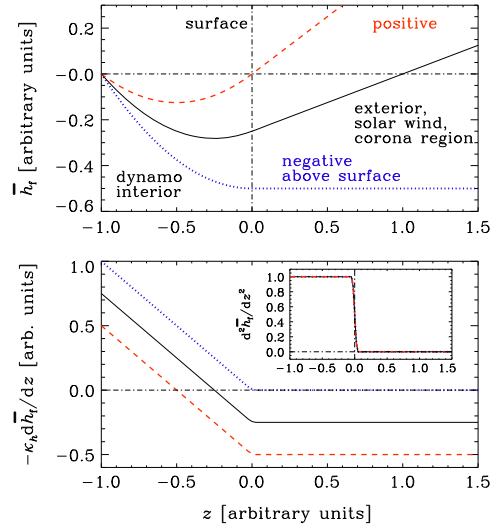 surface
positive
exterior,
solar wind,
corona region
negative
above surface
dynamo
interior
h̄_f [arbitrary units]
0.2
−0.0
−0.2
−0.4
−0.6
−1.0 −0.5 0.0 0.5 1.0 1.5
−κ_h dh̄_f/dz [arb. units]
1.0
0.5
0.0
−0.5
d²h̄_f/dz²
1.0
0.8
0.6
0.4
0.2
0.0
−1.0 −0.5 0.0 0.5 1.0 1.5
−1.0 −0.5 0.0 0.5 1.0 1.5
z [arbitrary units]